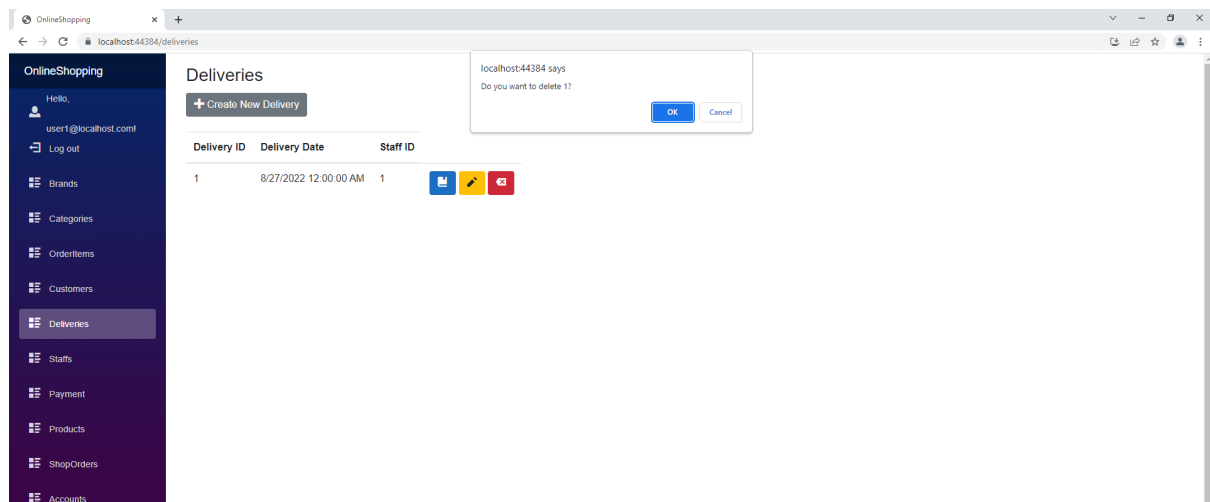 OnlineShopping
localhost:44384/deliveries
localhost:44384 says
Do you want to delete 1?
OK
Cancel
OnlineShopping
Hello,
user1@localhost.com!
Log out
Brands
Categories
OrderItems
Customers
Deliveries
Staffs
Payment
Products
ShopOrders
Accounts
Deliveries
Create New Delivery
Delivery ID Delivery Date Staff ID
1 8/27/2022 12:00:00 AM 1